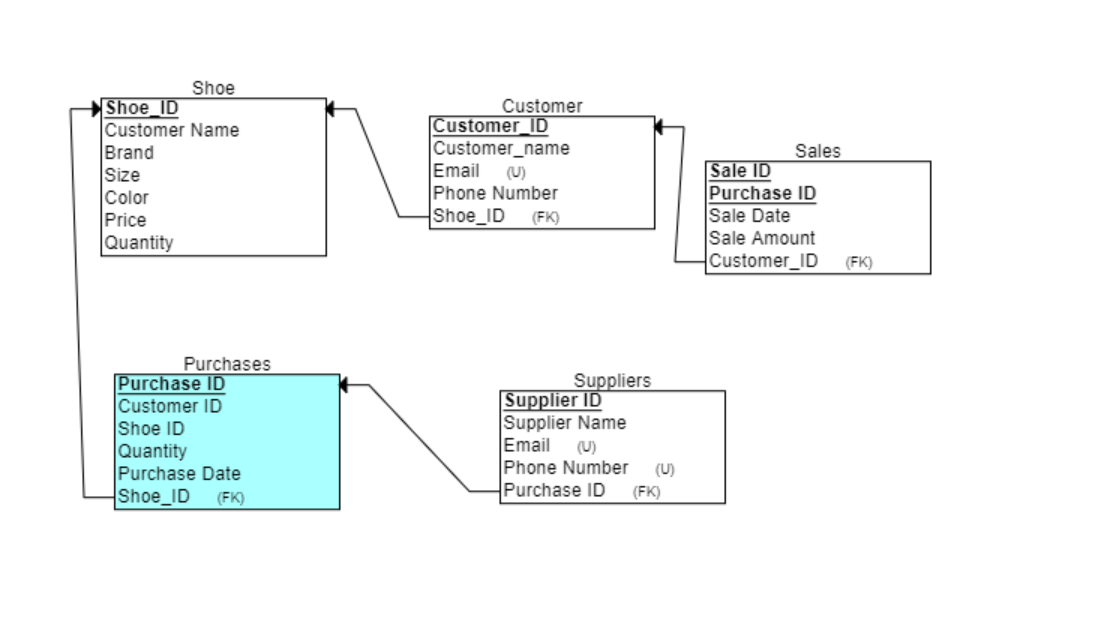 Shoe
Shoe_ID
Customer Name
Brand
Size
Color
Price
Quantity
Customer
Customer_ID
Customer_name
Email (U)
Phone Number
Shoe_ID (FK)
Sales
Sale ID
Purchase ID
Sale Date
Sale Amount
Customer_ID (FK)
Purchases
Purchase ID
Customer ID
Shoe ID
Quantity
Purchase Date
Shoe_ID (FK)
Suppliers
Supplier ID
Supplier Name
Email (U)
Phone Number (U)
Purchase ID (FK)